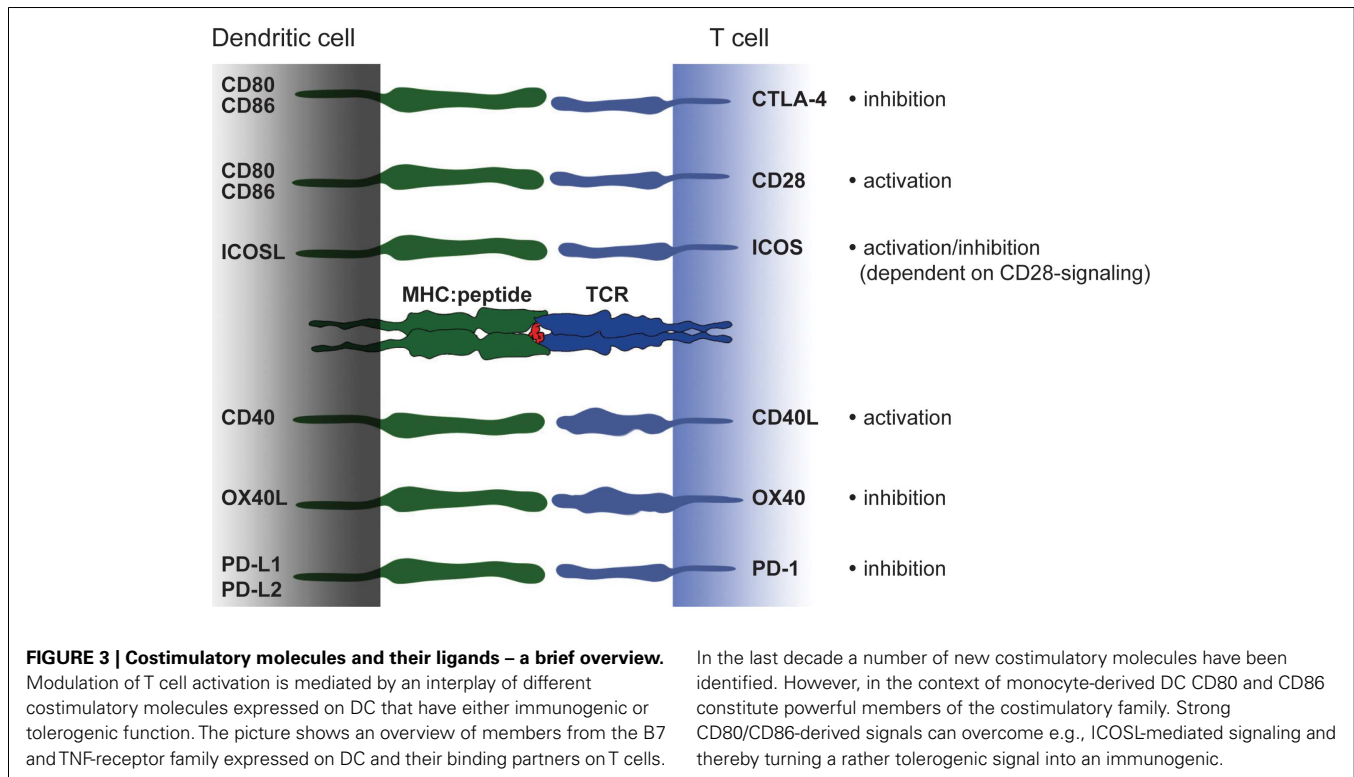 Dendritic cell
T cell
CD80
CD86
CTLA-4 • inhibition
CD80
CD86
CD28 • activation
ICOSL
ICOS • activation/inhibition
(dependent on CD28-signaling)
MHC:peptide TCR
CD40
CD40L • activation
OX40L
OX40 • inhibition
PD-L1
PD-L2
PD-1 • inhibition
FIGURE 3 | Costimulatory molecules and their ligands – a brief overview.
Modulation of T cell activation is mediated by an interplay of different
costimulatory molecules expressed on DC that have either immunogenic or
tolerogenic function. The picture shows an overview of members from the B7
and TNF-receptor family expressed on DC and their binding partners on T cells.
In the last decade a number of new costimulatory molecules have been
identified. However, in the context of monocyte-derived DC CD80 and CD86
constitute powerful members of the costimulatory family. Strong
CD80/CD86-derived signals can overcome e.g., ICOSL-mediated signaling and
thereby turning a rather tolerogenic signal into an immunogenic.